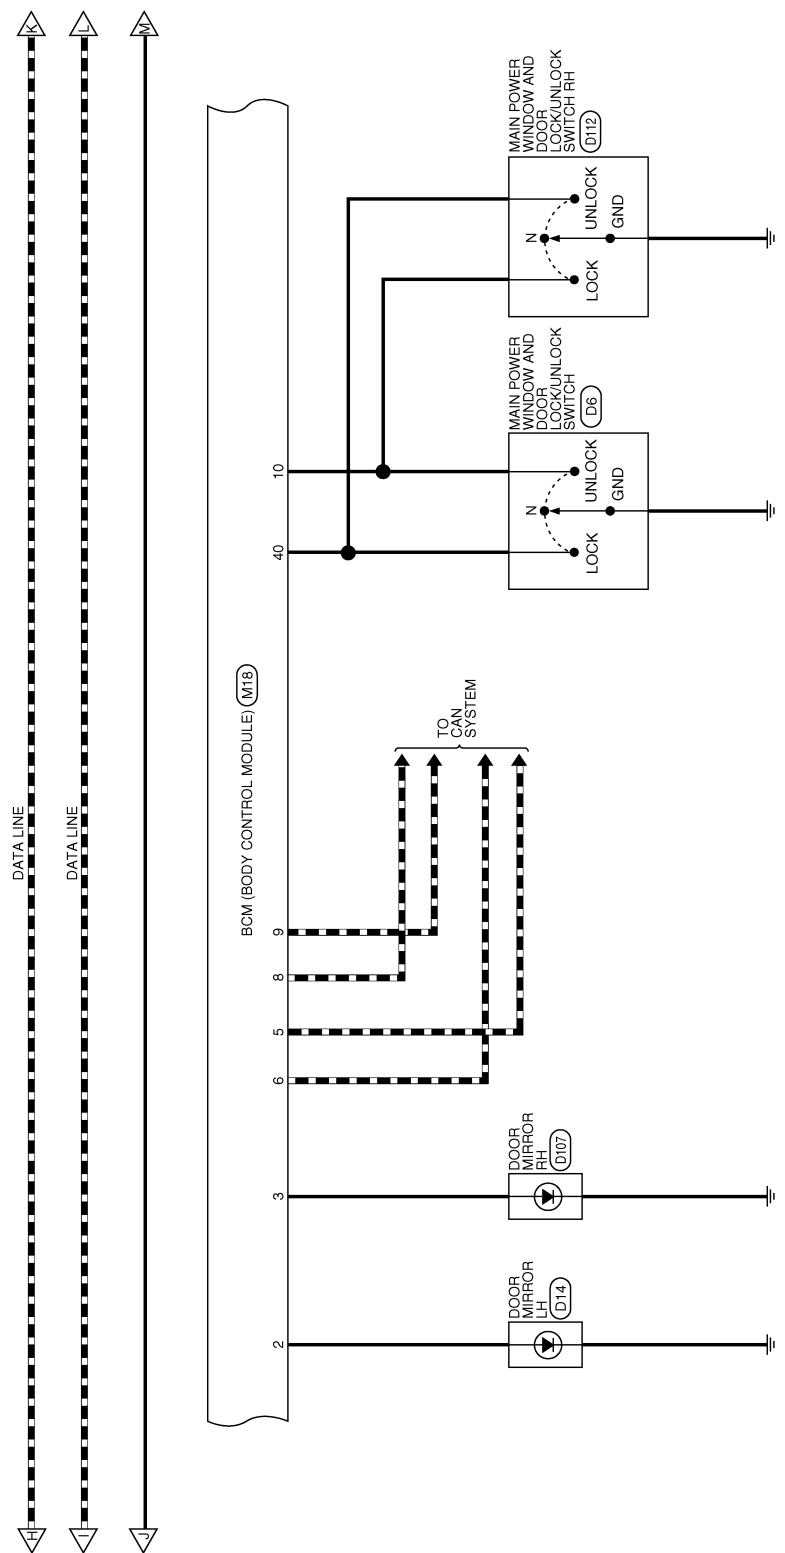 H
DATA LINE
K
I
DATA LINE
L
J
M
BCM (BODY CONTROL MODULE)
M18
2
3
6
5
8
9
40
10
TO
CAN
SYSTEM
DOOR
MIRROR
LH
D14
DOOR
MIRROR
RH
D107
MAIN POWER
WINDOW AND
DOOR
LOCK/UNLOCK
SWITCH
D6
N
LOCK
UNLOCK
GND
MAIN POWER
WINDOW AND
DOOR
LOCK/UNLOCK
SWITCH RH
D112
N
LOCK
UNLOCK
GND